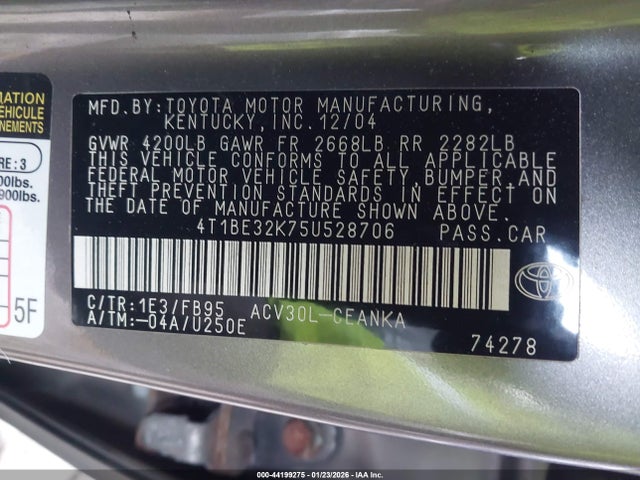 MATION
VEHICULE
NEMENTS
RE : 3
00lbs.
900lbs.
5F
MFD. BY: TOYOTA MOTOR MANUFACTURING,
KENTUCKY, INC. 12/04
GVWR 4200LB GAWR FR 2668LB RR 2282LB
THIS VEHICLE CONFORMS TO ALL APPLICABLE
FEDERAL MOTOR VEHICLE SAFETY, BUMPER, AND
THEFT PREVENTION STANDARDS IN EFFECT ON
THE DATE OF MANUFACTURE SHOWN ABOVE.
4T1BE32K75U528706 PASS. CAR
C/TR: 1E3/FB95 ACV30L-CEANKA
A/TM: -04A/U250E
74278
TOYOTA
000-44199275 - 01/23/2026 - IAA Inc.